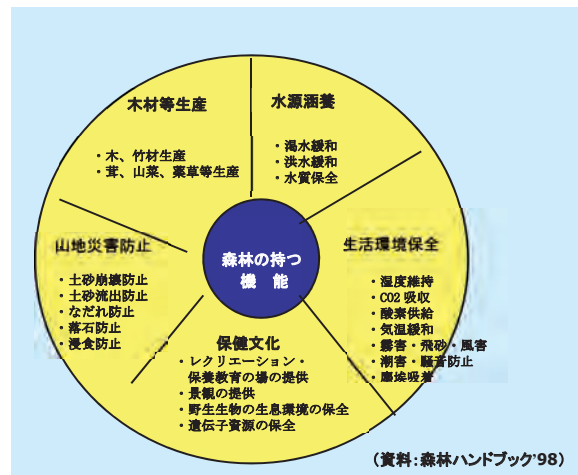 木材等生産
・木、竹材生産
・茸、山菜、薬草等生産
水源涵養
・渇水緩和
・洪水緩和
・水質保全
山地災害防止
・土砂崩壊防止
・土砂流出防止
・なだれ防止
・落石防止
・浸食防止
森林の持つ
機 能
生活環境保全
・湿度維持
・CO2 吸収
・酸素供給
・気温緩和
・霧害・飛砂・風害
・潮害・騒音防止
・塵埃吸着
保健文化
・レクリエーション・
保養教育の場の提供
・景観の提供
・野生生物の生息環境の保全
・遺伝子資源の保全
（資料：森林ハンドブック’98）